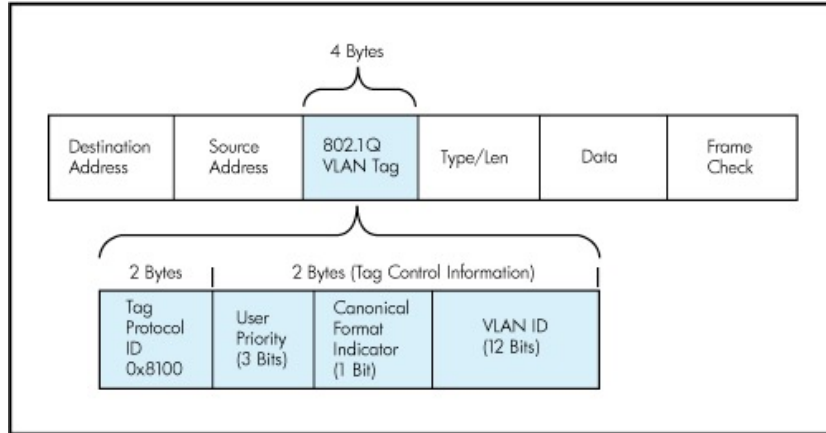 4 Bytes
Destination
Address
Source
Address
802.1Q
VLAN Tag
Type/Len
Data
Frame
Check
2 Bytes
2 Bytes (Tag Control Information)
Tag
Protocol
ID
0x8100
User
Priority
(3 Bits)
Canonical
Format
Indicator
(1 Bit)
VLAN ID
(12 Bits)